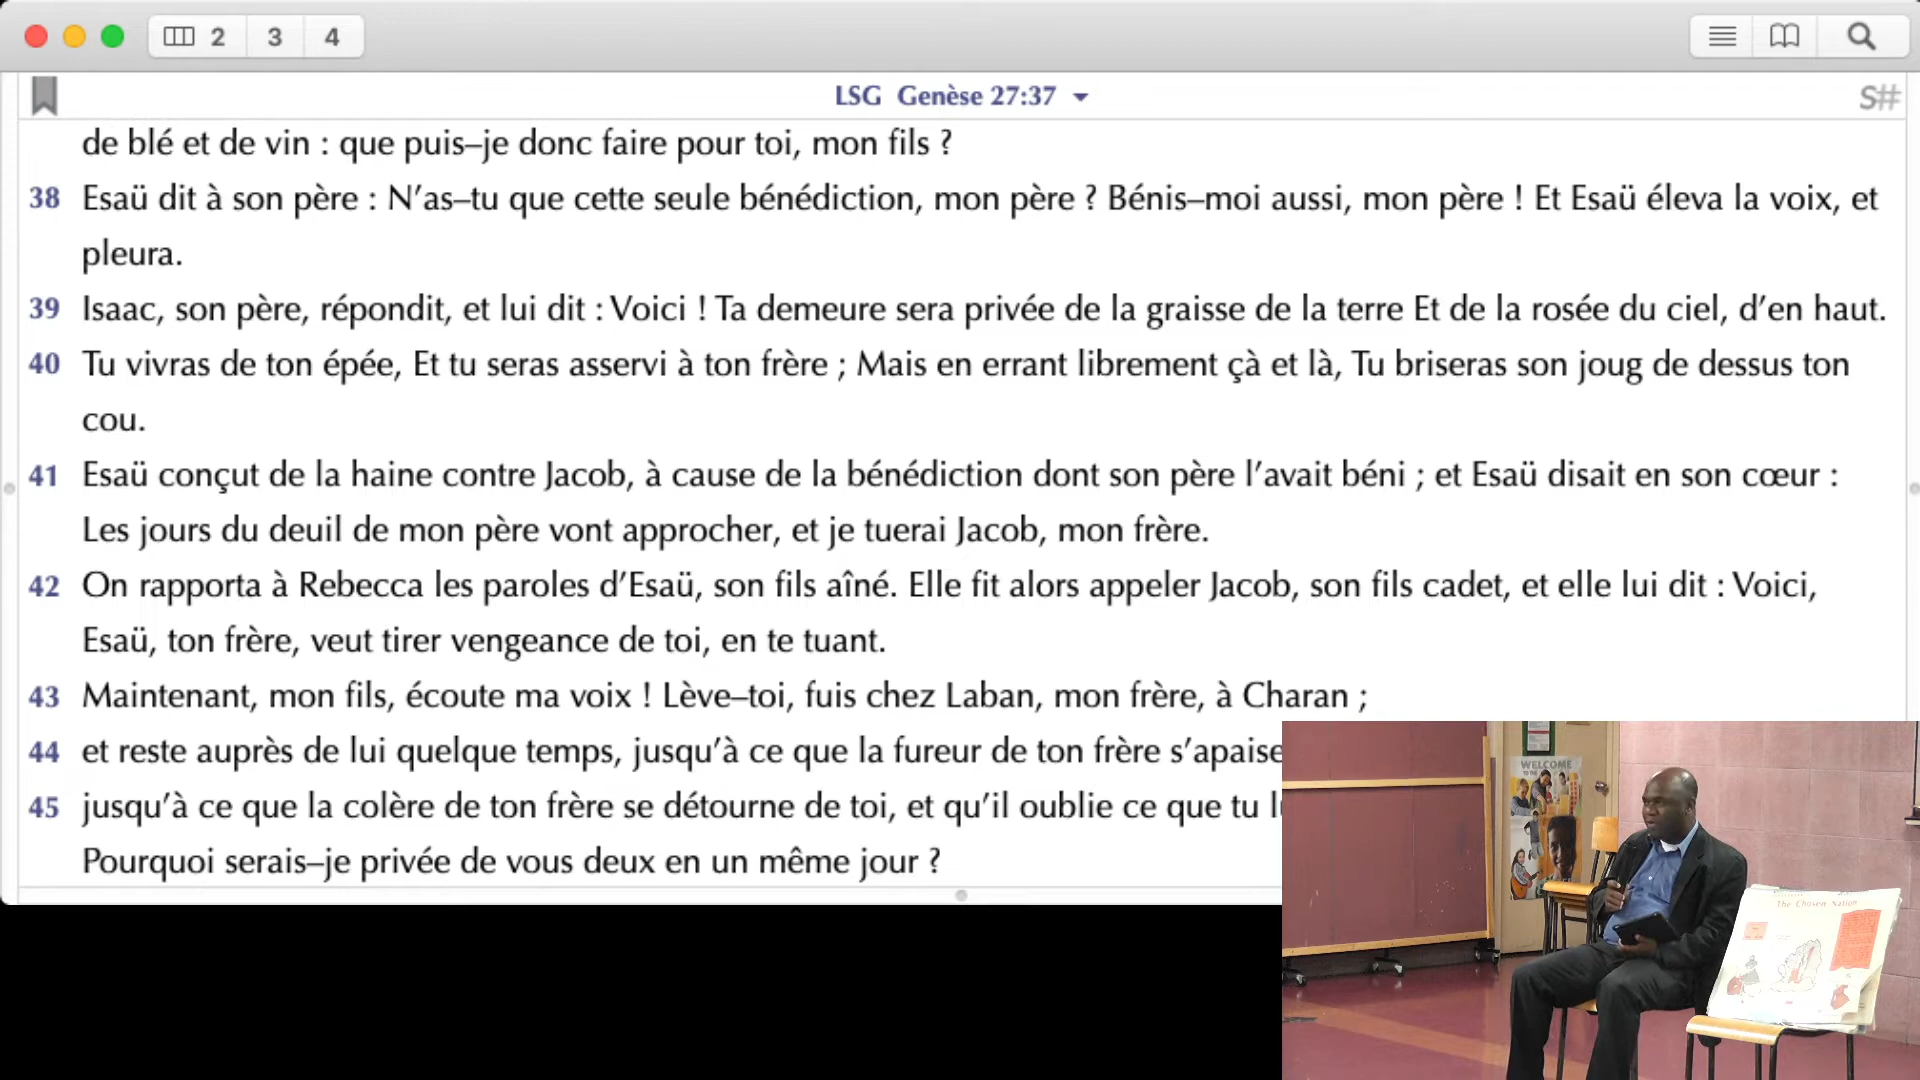 2 3 4
LSG Genèse 27:37
S#
de blé et de vin : que puis–je donc faire pour toi, mon fils ?
38 Esaü dit à son père : N’as–tu que cette seule bénédiction, mon père ? Bénis–moi aussi, mon père ! Et Esaü éleva la voix, et
pleura.
39 Isaac, son père, répondit, et lui dit : Voici ! Ta demeure sera privée de la graisse de la terre Et de la rosée du ciel, d’en haut.
40 Tu vivras de ton épée, Et tu seras asservi à ton frère ; Mais en errant librement çà et là, Tu briseras son joug de dessus ton
cou.
41 Esaü conçut de la haine contre Jacob, à cause de la bénédiction dont son père l’avait béni ; et Esaü disait en son cœur :
Les jours du deuil de mon père vont approcher, et je tuerai Jacob, mon frère.
42 On rapporta à Rebecca les paroles d’Esaü, son fils aîné. Elle fit alors appeler Jacob, son fils cadet, et elle lui dit : Voici,
Esaü, ton frère, veut tirer vengeance de toi, en te tuant.
43 Maintenant, mon fils, écoute ma voix ! Lève–toi, fuis chez Laban, mon frère, à Charan ;
44 et reste auprès de lui quelque temps, jusqu’à ce que la fureur de ton frère s’apaise
45 jusqu’à ce que la colère de ton frère se détourne de toi, et qu’il oublie ce que tu
Pourquoi serais–je privée de vous deux en un même jour ?
WELCOME
TO THE
The Chosen Nation